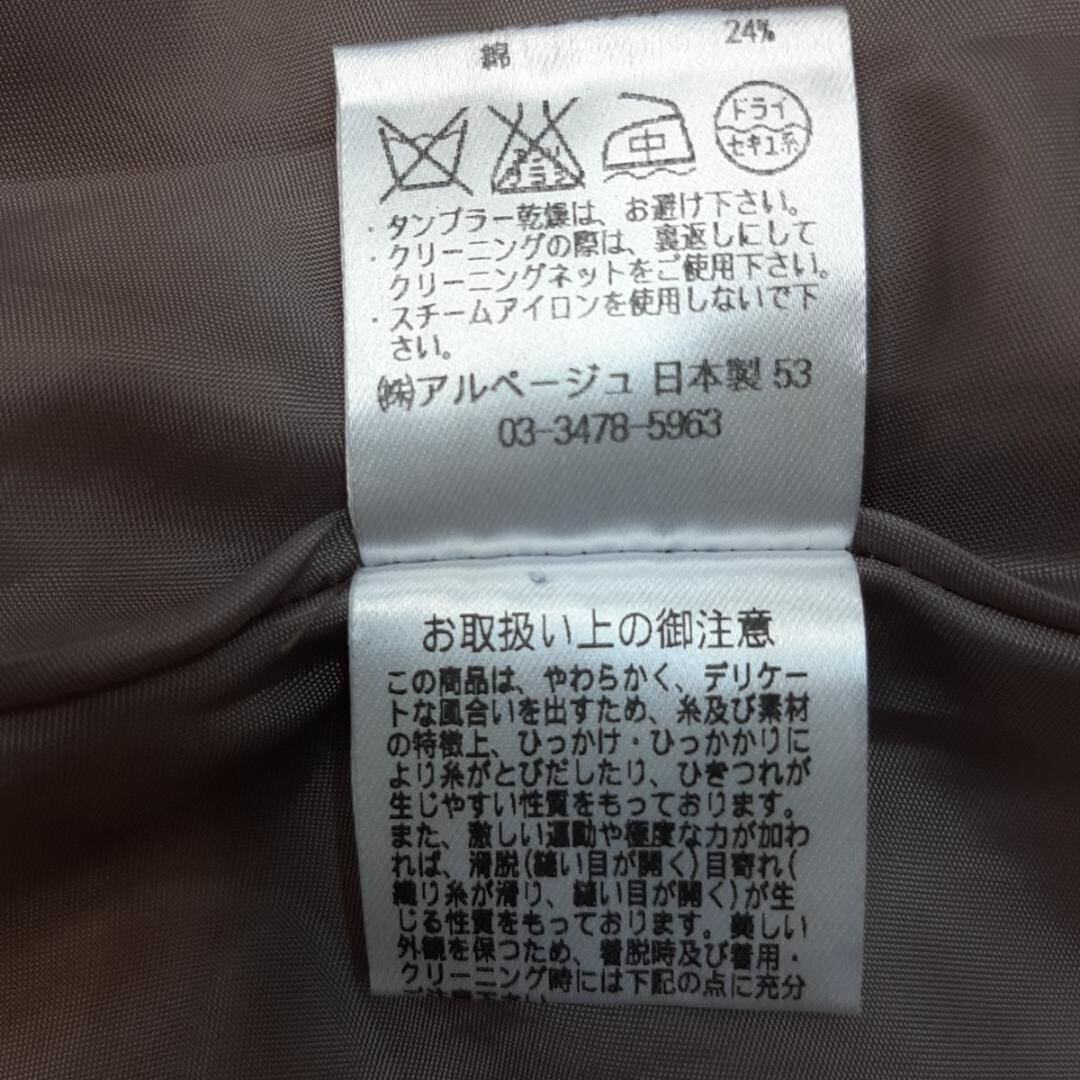 綿 24%
中
ドライ
セキユ系
・タンブラー乾燥は、お避け下さい。
・クリーニングの際は、裏返しにして
クリーニングネットをご使用下さい。
・スチームアイロンを使用しないで下
さい。
㈱アルページュ 日本製 53
03-3478-5963
お取扱い上の御注意
この商品は、やわらかく、デリケー
トな風合いを出すため、糸及び素材
の特徴上、ひっかけ・ひっかかりに
より糸がとびだしたり、ひきつれが
生じやすい性質をもっております。
また、激しい運動や極度な力が加わ
れば、滑脱(縫い目が開く)目寄れ(
織り糸が滑り、縫い目が開く)が生
じる性質をもっております。美しい
外観を保つため、着脱時及び着用・
クリーニング時には下記の点に充分